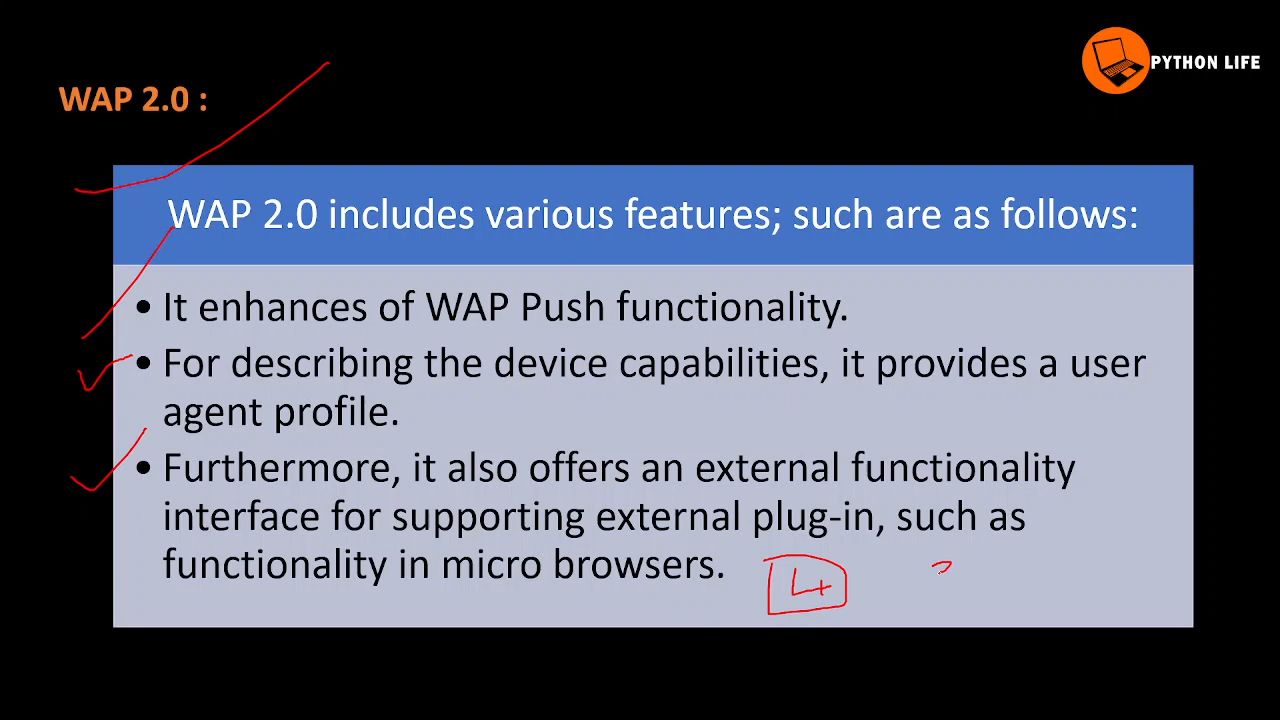 PYTHON LIFE
WAP 2.0 :
WAP 2.0 includes various features; such are as follows:
• It enhances of WAP Push functionality.
• For describing the device capabilities, it provides a user
agent profile.
• Furthermore, it also offers an external functionality
interface for supporting external plug-in, such as
functionality in micro browsers.